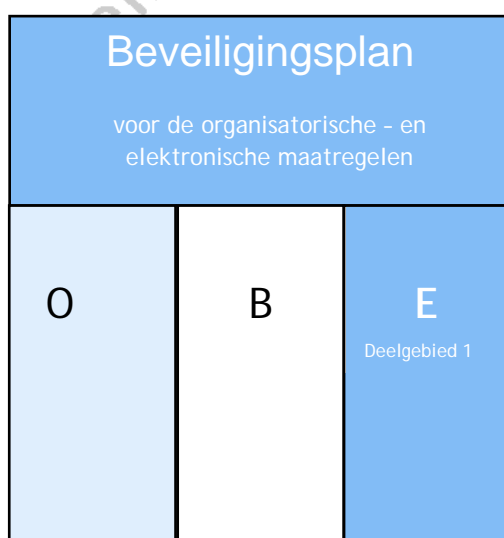 Beveiligingsplan
voor de organisatorische - en
elektronische maatregelen
O B E
Deelgebied 1